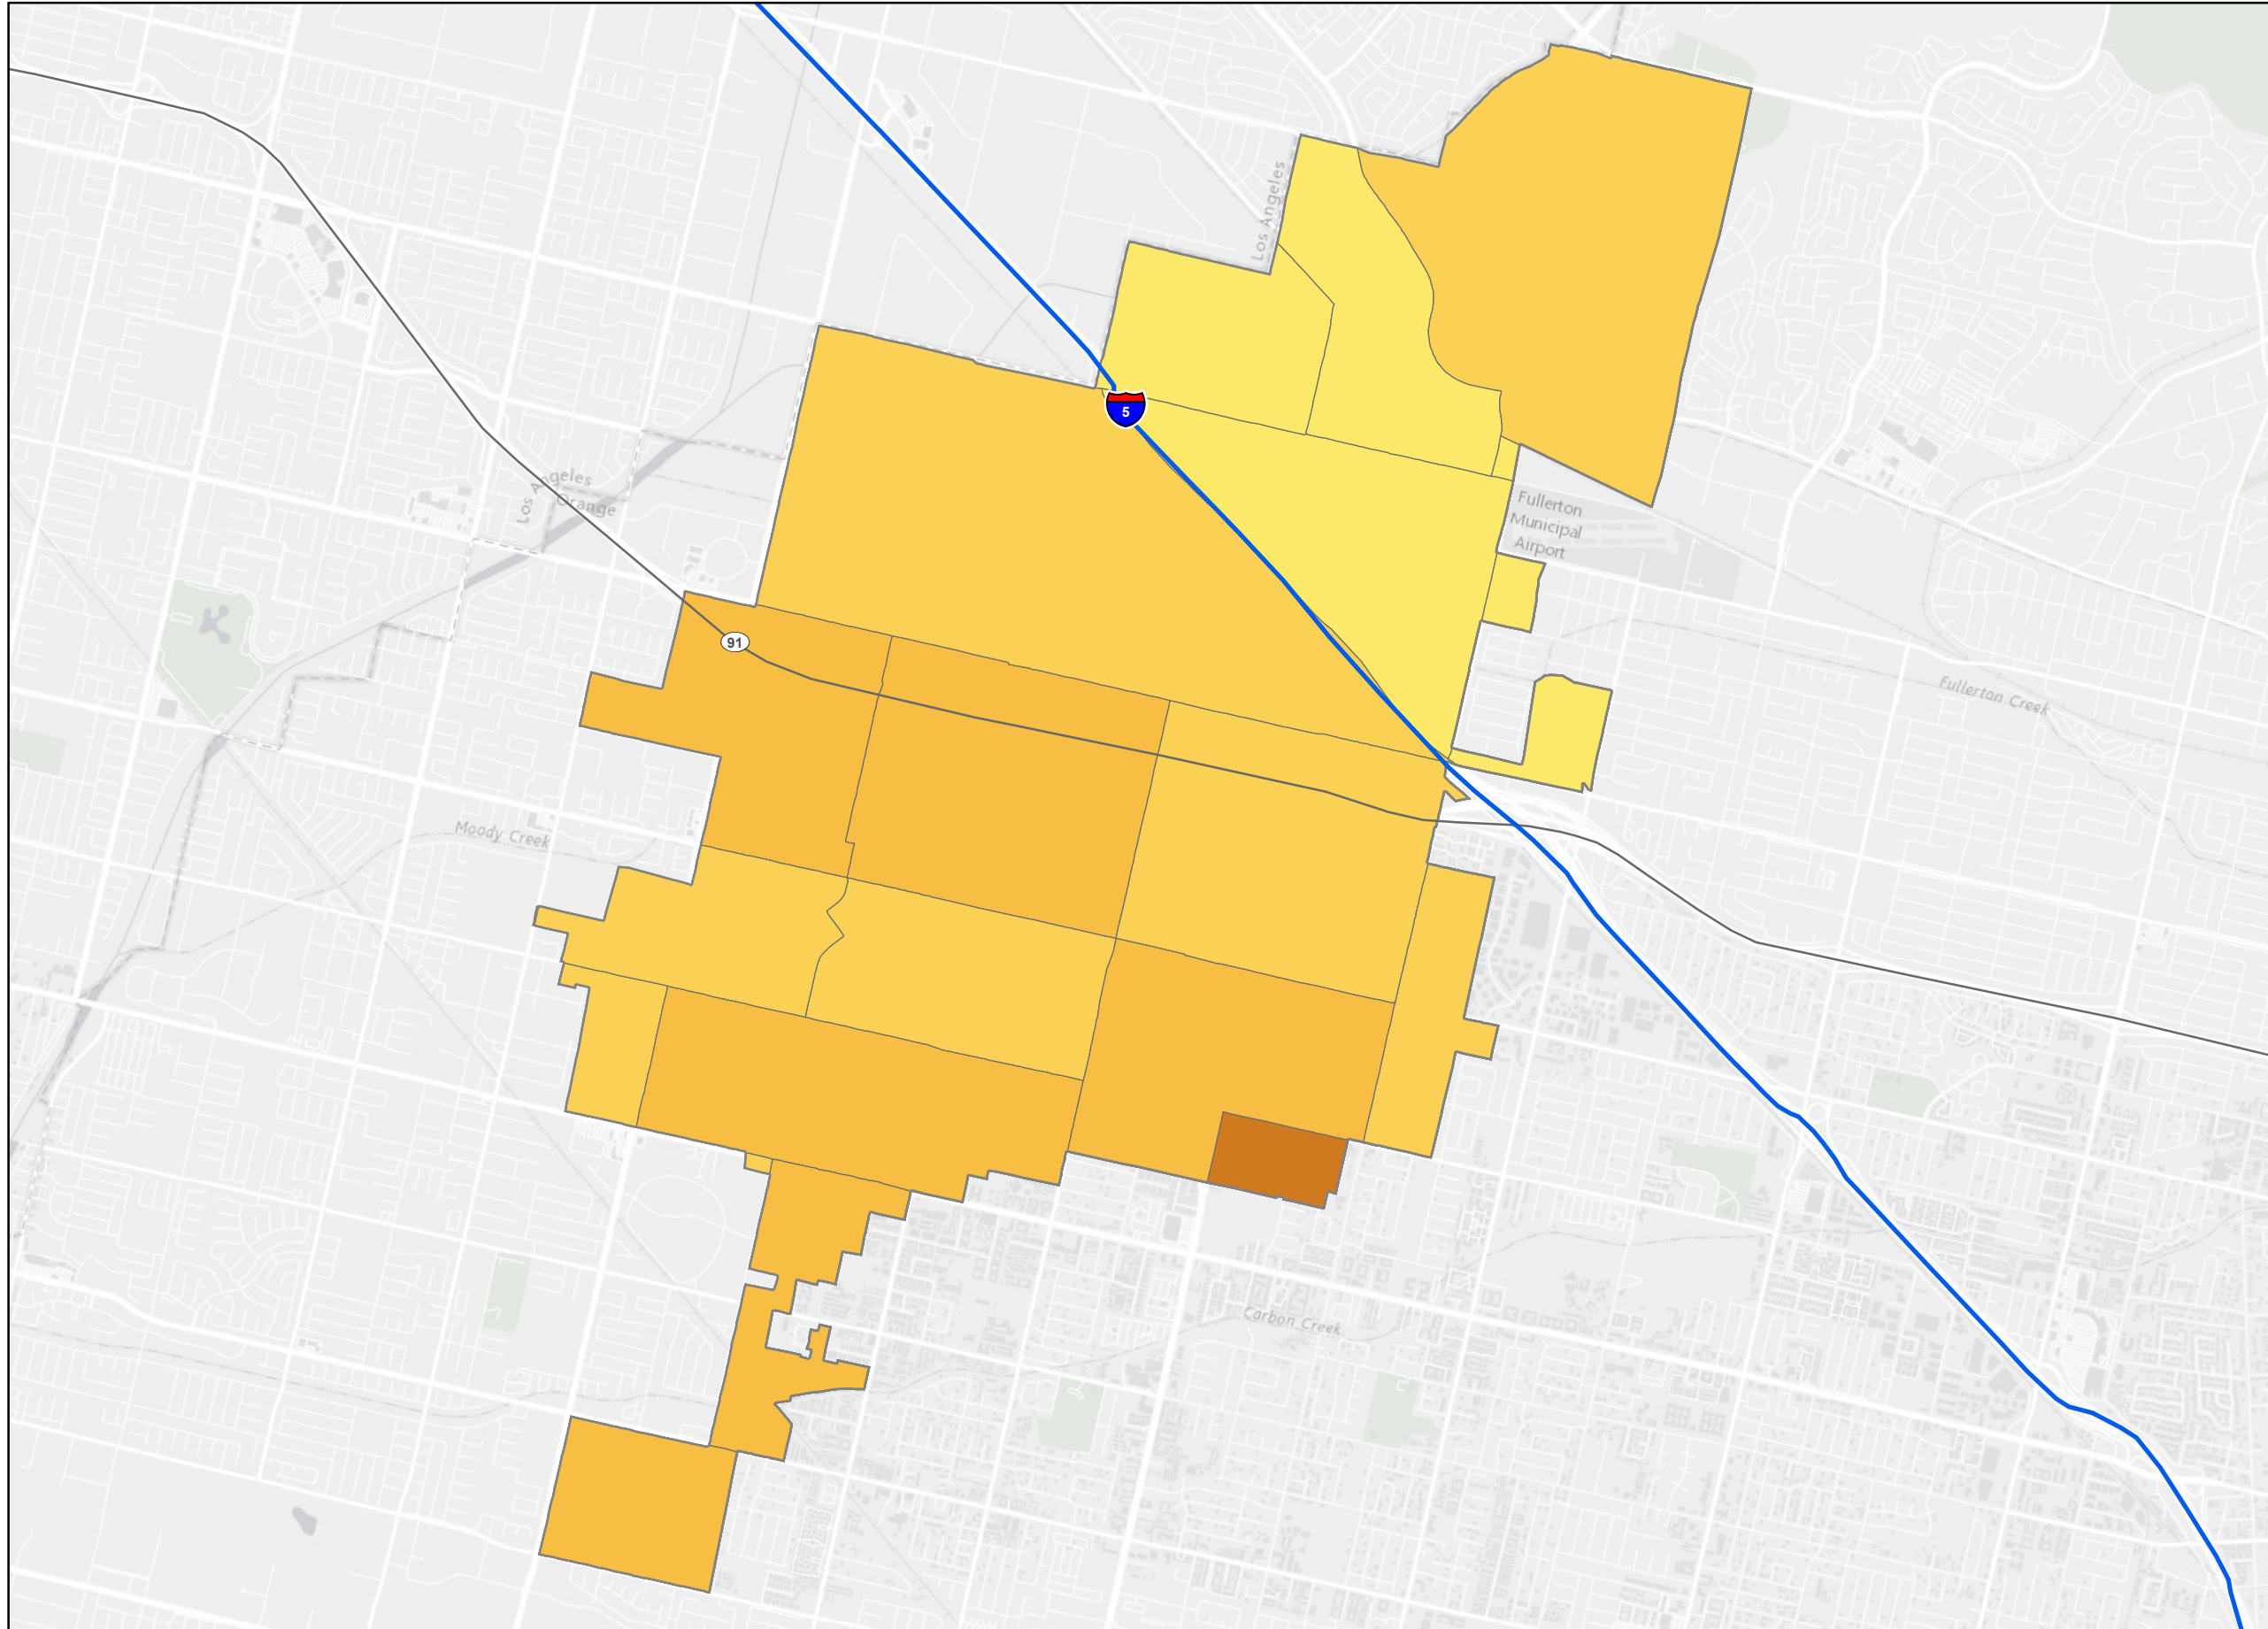 Los Angeles
5
Los Angeles
Orange
Fullerton
Municipal
Airport
91
Fullerton Creek
Moody Creek
Carbon Creek